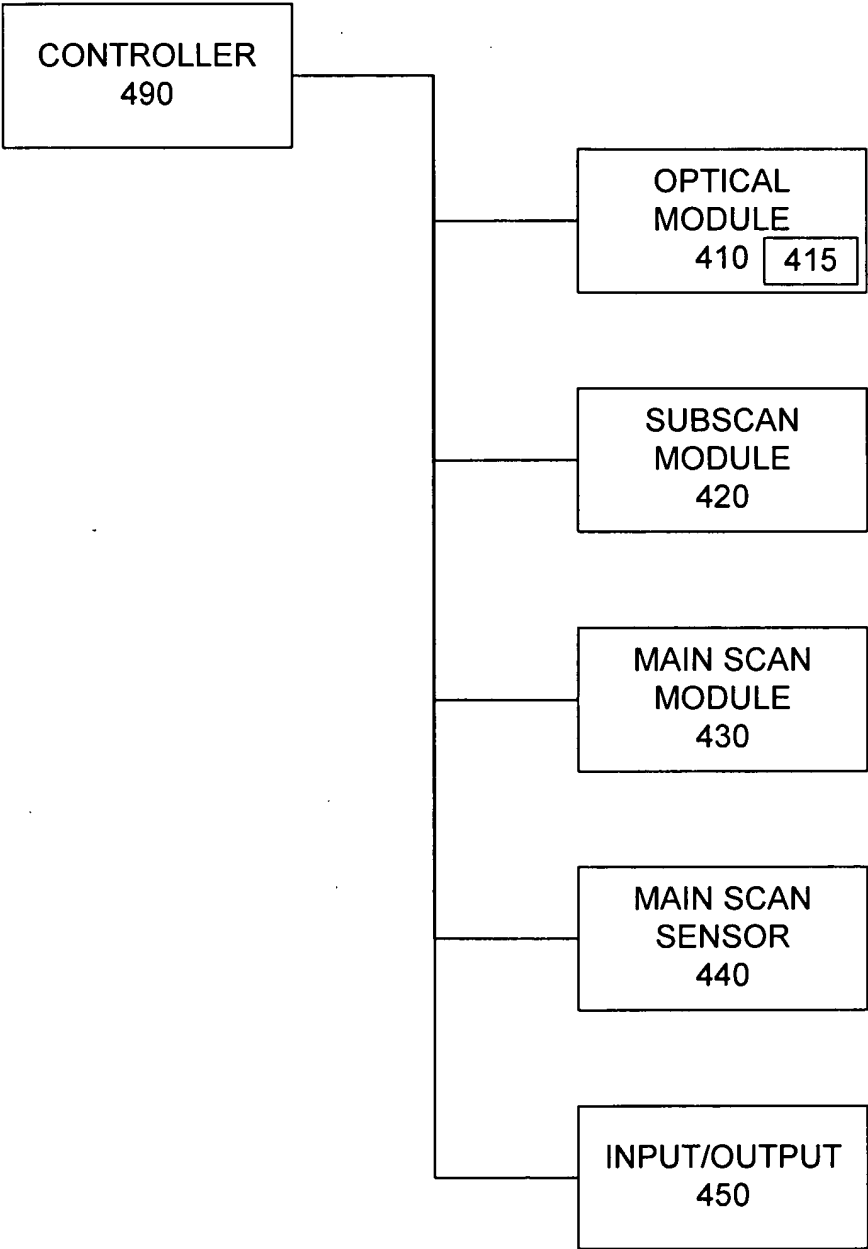 CONTROLLER
490
OPTICAL
MODULE
410 415
SUBSCAN
MODULE
420
MAIN SCAN
MODULE
430
MAIN SCAN
SENSOR
440
INPUT/OUTPUT
450